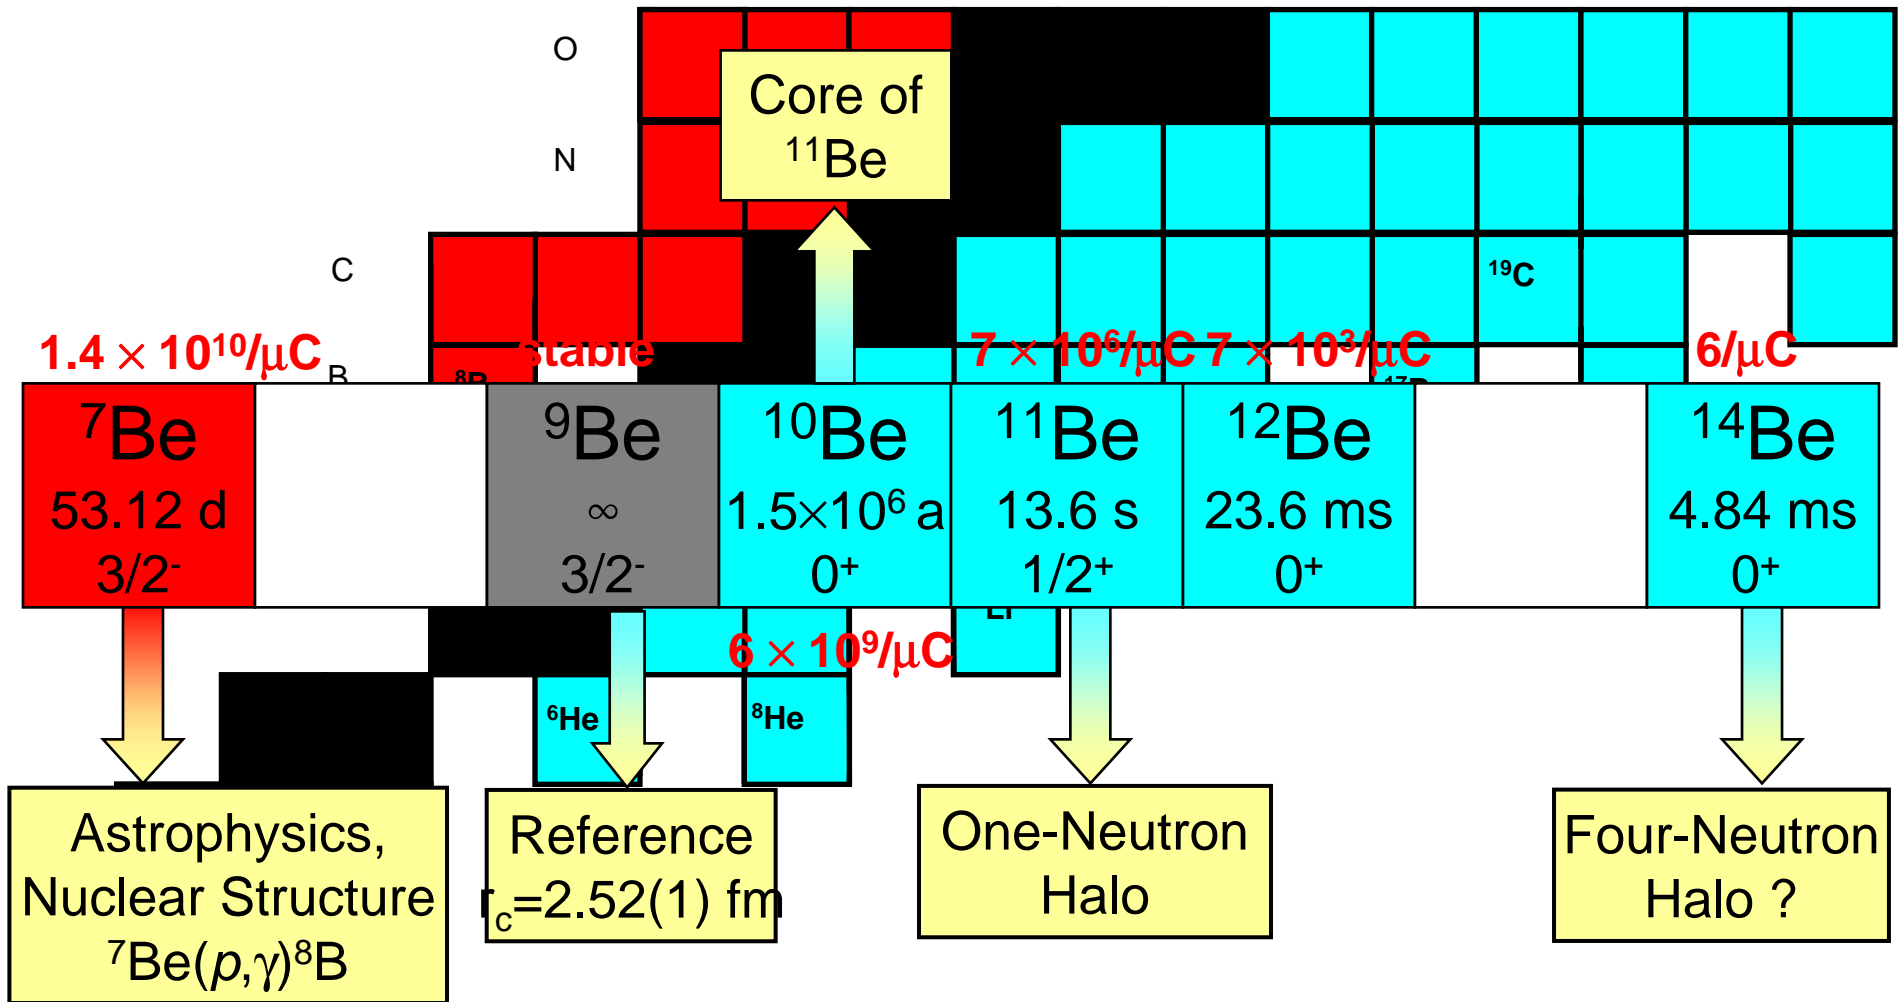 O
Core of
¹¹Be
N
C
¹⁹C
1.4 × 10¹⁰/μC
stable
7 × 10⁶/μC
7 × 10³/μC
6/μC
B
⁷Be
53.12 d
3/2⁻
⁹Be
∞
3/2⁻
¹⁰Be
1.5×10⁶ a
0⁺
¹¹Be
13.6 s
1/2⁺
¹²Be
23.6 ms
0⁺
¹⁴Be
4.84 ms
0⁺
6 × 10⁹/μC
⁶He
⁸He
Astrophysics,
Nuclear Structure
⁷Be(p,γ)⁸B
Reference
r_c=2.52(1) fm
One-Neutron
Halo
Four-Neutron
Halo ?